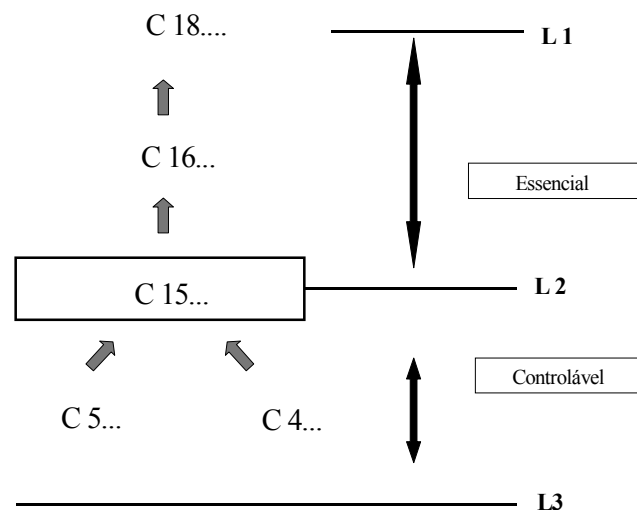 C 18....
L 1
C 16...
Essencial
C 15...
L 2
Controlável
C 5...
C 4...
L3